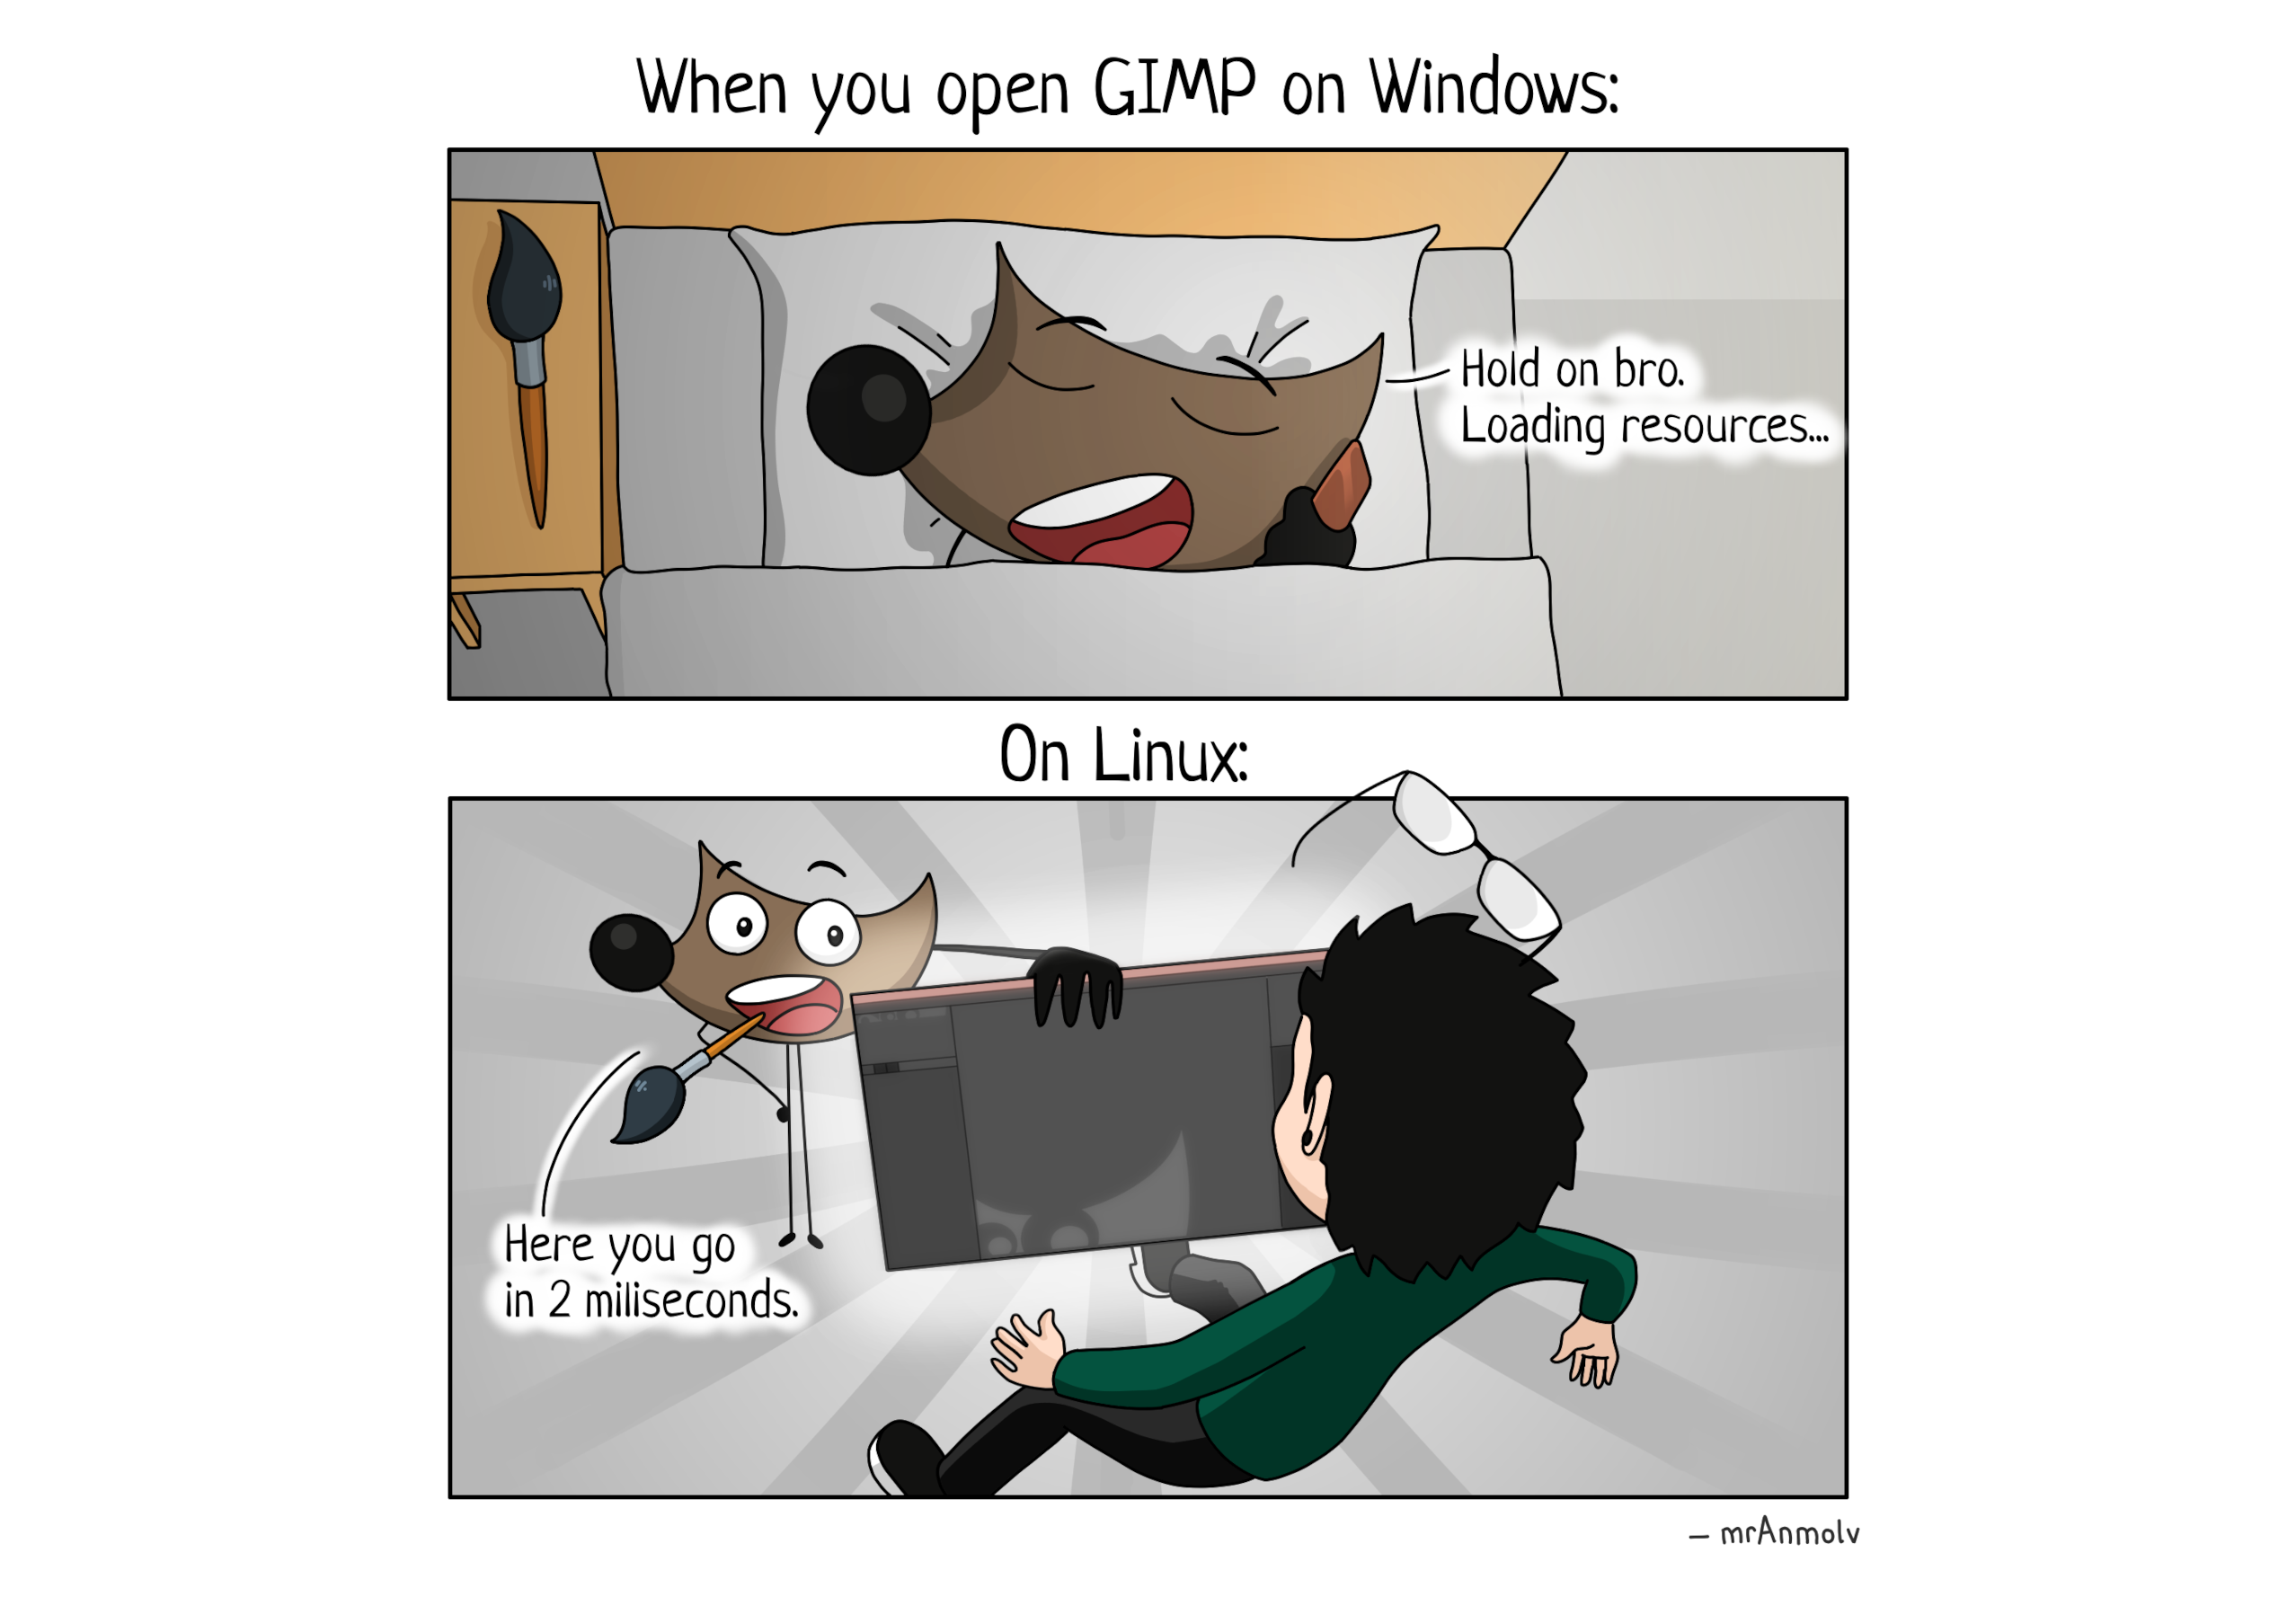 When you open GIMP on Windows:
Hold on bro.
Loading resources...
On Linux:
Here you go
in 2 miliseconds.
– mrAnmolv